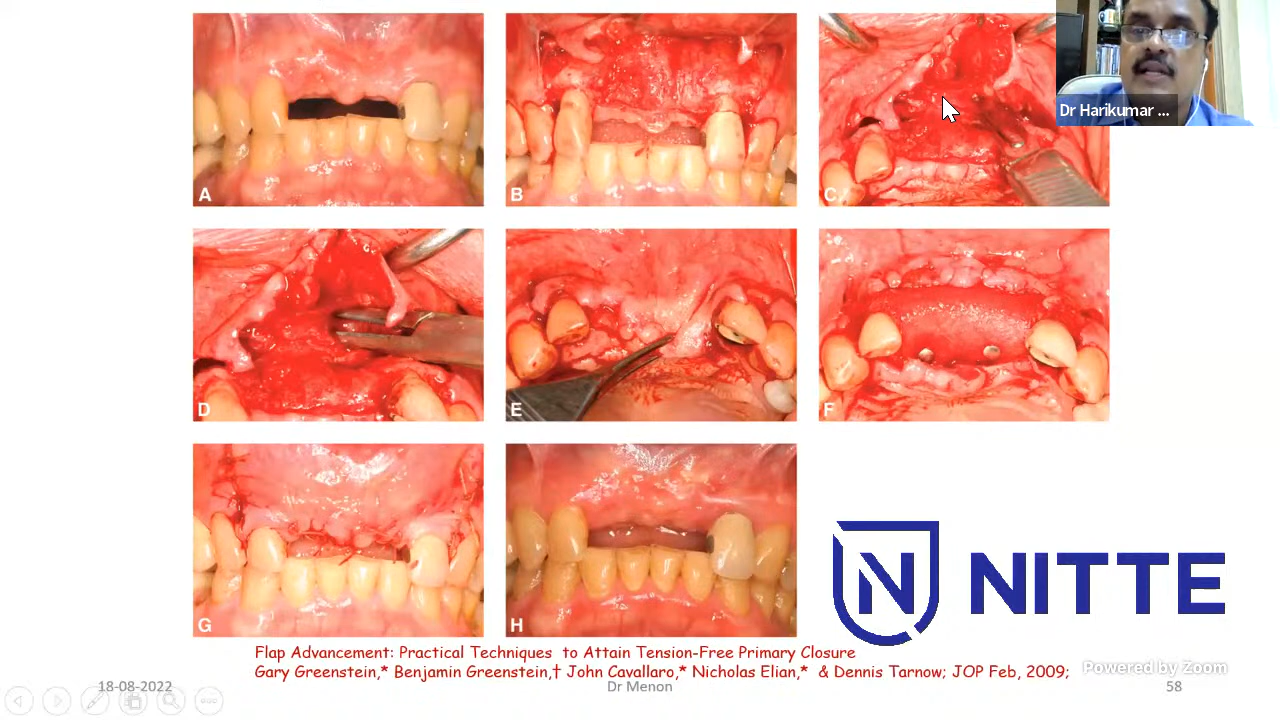 Dr Harikumar ...
A
B
C
D
E
F
G
H
NITTE
Flap Advancement: Practical Techniques to Attain Tension-Free Primary Closure
Gary Greenstein,* Benjamin Greenstein,† John Cavallaro,* Nicholas Elian,* & Dennis Tarnow; JOP Feb, 2009;
Powered by Zoom
18-08-2022
Dr Menon
58